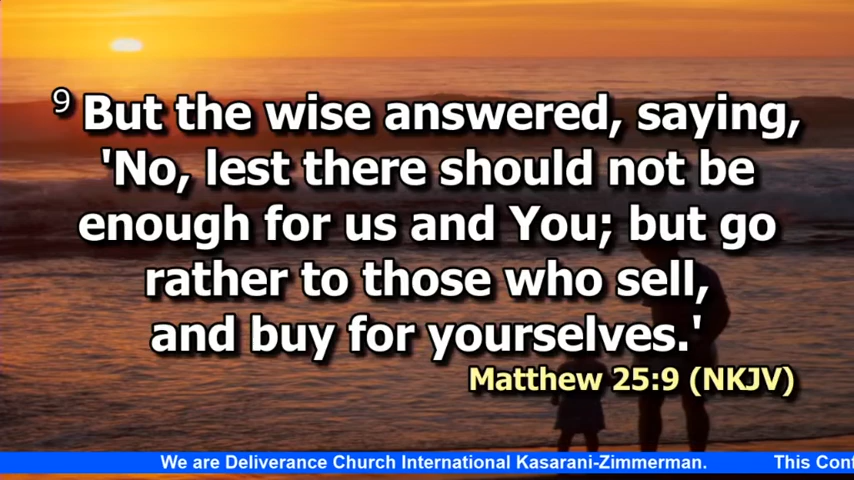 9 But the wise answered, saying,
'No, lest there should not be
enough for us and You; but go
rather to those who sell,
and buy for yourselves.'
Matthew 25:9 (NKJV)
We are Deliverance Church International Kasarani-Zimmerman. This